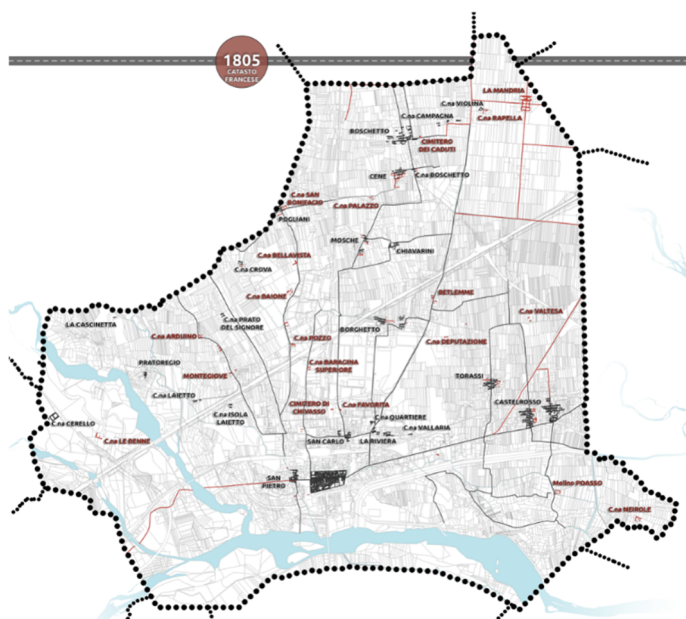 1805
CATASTO
FRANCESE
LA MANDRIA
C.na VIOLINA
C.na CAMPAGNA
C.na RAPELLA
BOSCHETTO
CIMITERO
DEI CADUTI
CENE
C.na BOSCHETTO
C.na SAN
BONIFACIO
C.na PALAZZO
POGLIANI
MOSCHE
CHIAVARINI
C.na BELLAVISTA
C.na CROVA
C.na BAIONE
BETLEMME
C.na VALTESA
LA CASCINETTA
C.na PRATO
DEL SIGNORE
BORGHETTO
C.na ARDUINO
C.na POZZO
C.na DEPUTAZIONE
PRATOREGIO
C.na BARAGINA
SUPERIORE
MONTEGIOVE
TORASSI
C.na LAIETTO
CIMITERO DI
CHIVASSO
C.na FAVORITA
CASTELROSSO
C.na ISOLA
LAIETTO
C.na QUARTIERE
C.na CERELLO
C.na VALLARIA
C.na LE BENNE
SAN CARLO
LA RIVIERA
SAN
PIETRO
Molino POASSO
C.na MEIROLE